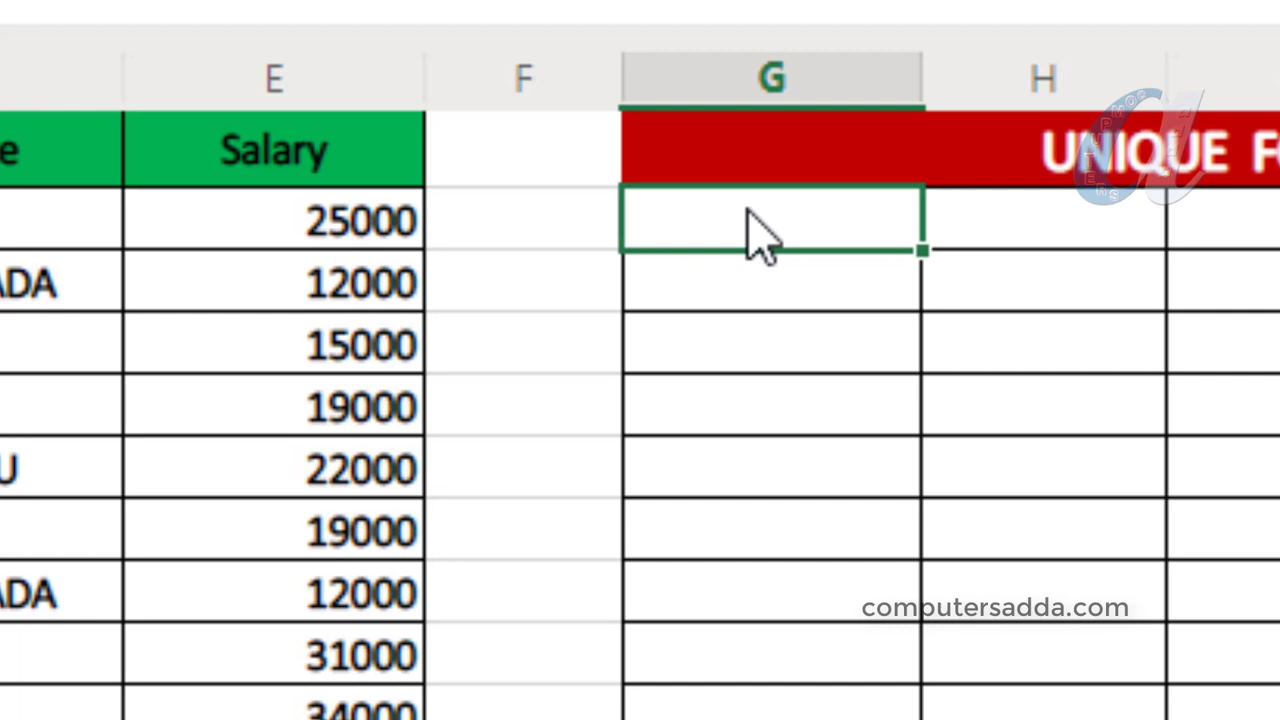 E F G H
e Salary UNIQUE F
25000
ADA 12000
15000
19000
U 22000
19000
ADA 12000
computersadda.com
31000
34000